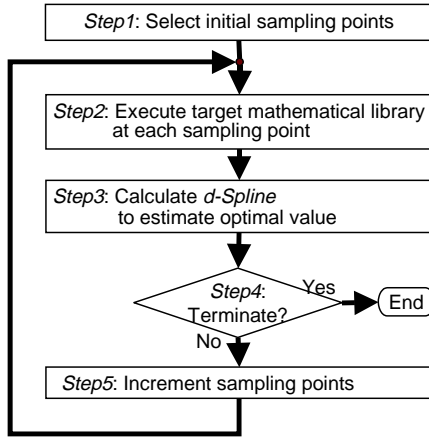 Step1: Select initial sampling points
Step2: Execute target mathematical library
at each sampling point
Step3: Calculate d-Spline
to estimate optimal value
Step4:
Terminate?
Yes
End
No
Step5: Increment sampling points